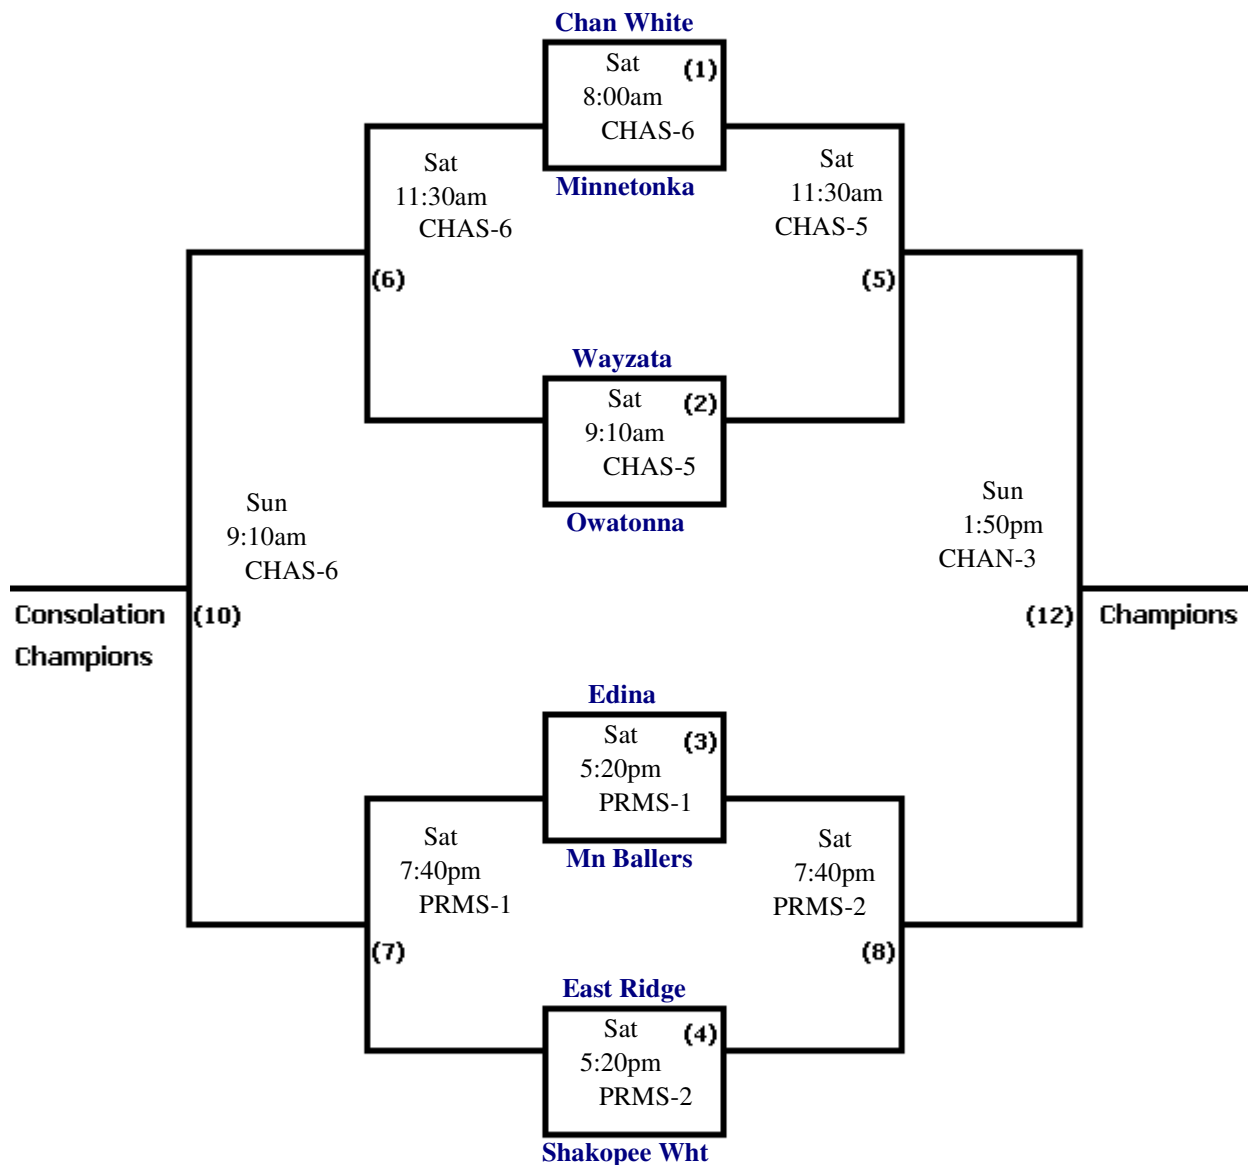 Chan White
Sat (1)
8:00am
CHAS-6
Minnetonka
Sat
11:30am
CHAS-6
(6)
Sat
11:30am
CHAS-5
(5)
Wayzata
Sat (2)
9:10am
CHAS-5
Owatonna
Sun
9:10am
CHAS-6
(10)
Consolation
Champions
Sun
1:50pm
CHAN-3
(12)
Champions
Edina
Sat (3)
5:20pm
PRMS-1
Mn Ballers
Sat
7:40pm
PRMS-1
(7)
Sat
7:40pm
PRMS-2
(8)
East Ridge
Sat (4)
5:20pm
PRMS-2
Shakopee Wht